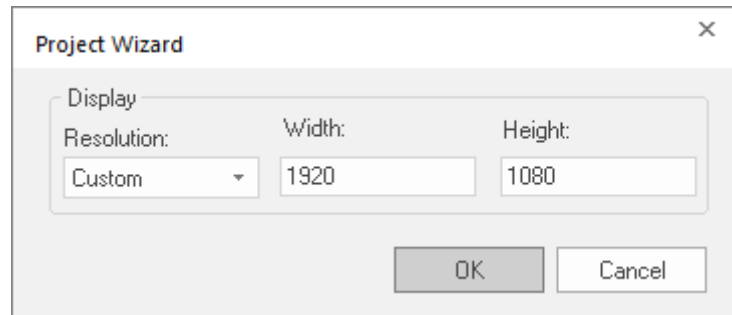 Project Wizard
Display
Resolution:
Width:
Height:
Custom
1920
1080
OK
Cancel